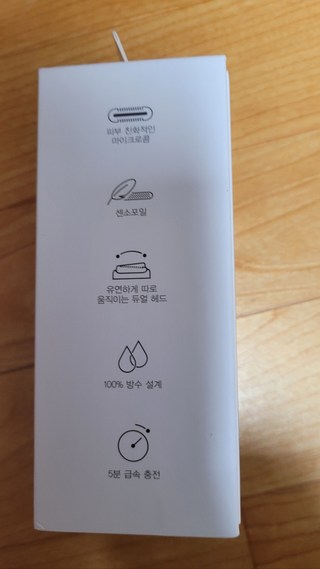 피부 친화적인
마이크로콤
센소포일
유연하게 따로
움직이는 듀얼 헤드
100% 방수 설계
5분 급속 충전